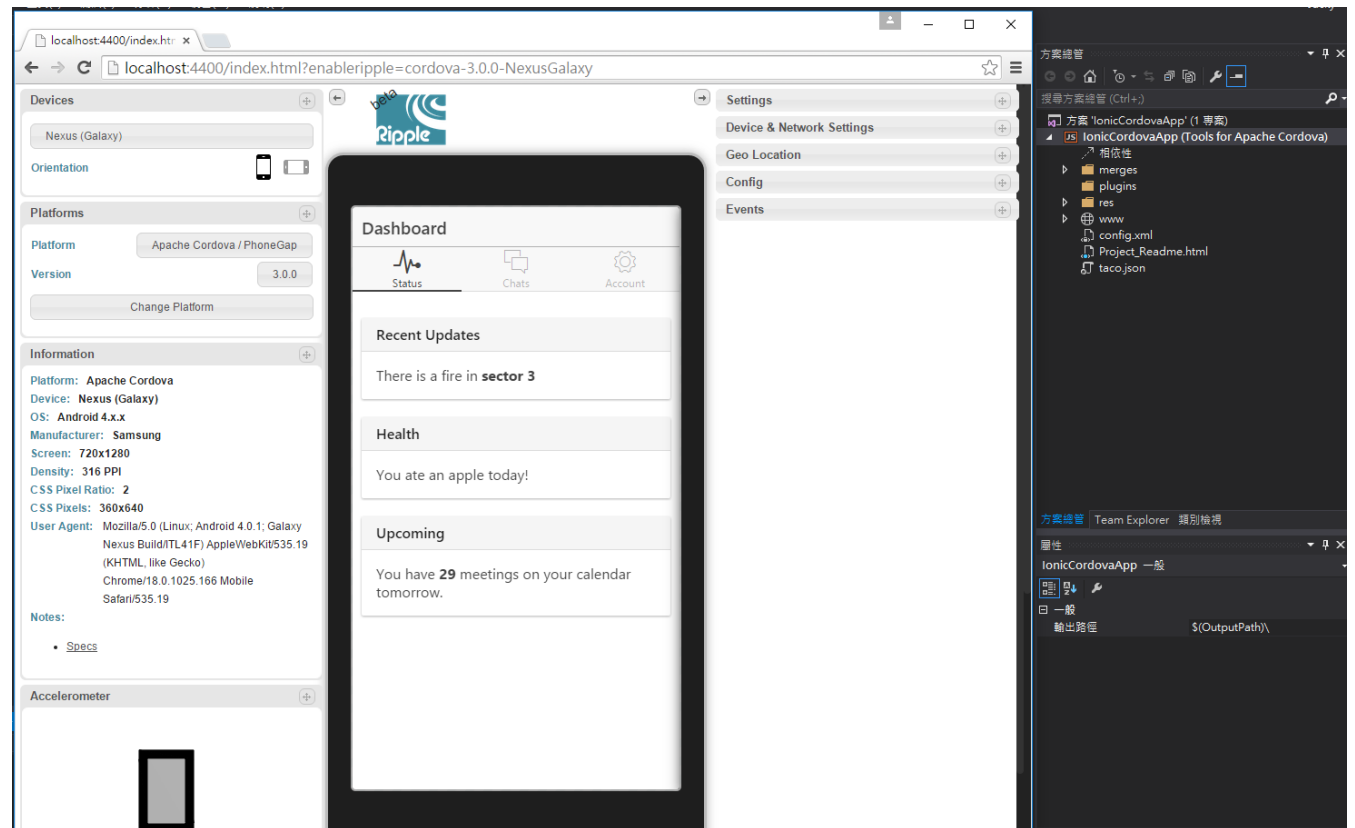 localhost:4400/index.htr
localhost:4400/index.html?enableripple=cordova-3.0.0-NexusGalaxy
Devices
Nexus (Galaxy)
Orientation
Platforms
Platform Apache Cordova / PhoneGap
Version 3.0.0
Change Platform
Information
Platform: Apache Cordova
Device: Nexus (Galaxy)
OS: Android 4.x.x
Manufacturer: Samsung
Screen: 720x1280
Density: 316 PPI
CSS Pixel Ratio: 2
CSS Pixels: 360x640
User Agent: Mozilla/5.0 (Linux; Android 4.0.1; Galaxy
Nexus Build/ITL41F) AppleWebKit/535.19
(KHTML, like Gecko)
Chrome/18.0.1025.166 Mobile
Safari/535.19
Notes:
Specs
Accelerometer
beta
Ripple
Dashboard
Status Chats Account
Recent Updates
There is a fire in sector 3
Health
You ate an apple today!
Upcoming
You have 29 meetings on your calendar
tomorrow.
Settings
Device & Network Settings
Geo Location
Config
Events
方案總管
搜尋方案總管 (Ctrl+;)
方案 'IonicCordovaApp' (1 專案)
IonicCordovaApp (Tools for Apache Cordova)
相依性
merges
plugins
res
www
config.xml
Project_Readme.html
taco.json
方案總管 Team Explorer 類別檢視
屬性
IonicCordovaApp 一般
一般
輸出路徑 $(OutputPath)\